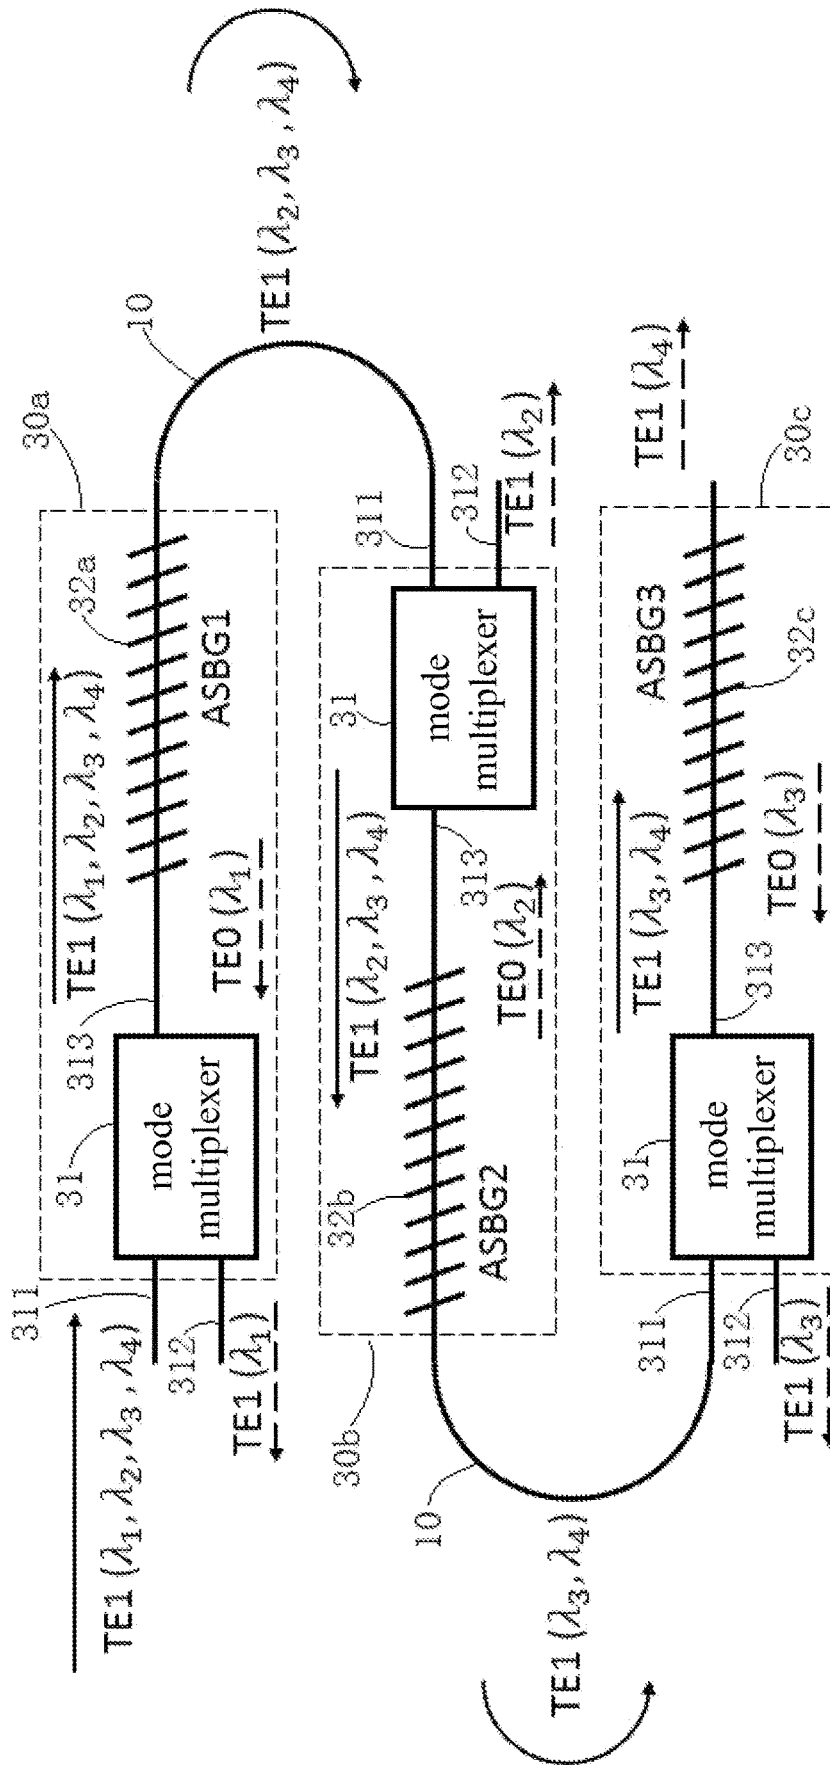 TE1 (λ₁, λ₂, λ₃, λ₄)
311
312
TE1 (λ₁)
31
mode
multiplexer
313
TE1 (λ₁, λ₂, λ₃, λ₄)
TE0 (λ₁)
32a
ASBG1
30a
10
TE1 (λ₂, λ₃, λ₄)
30b
32b
ASBG2
TE1 (λ₂, λ₃, λ₄)
TE0 (λ₂)
313
31
mode
multiplexer
311
312
TE1 (λ₂)
TE1 (λ₃, λ₄)
10
311
312
TE1 (λ₃)
31
mode
multiplexer
313
TE1 (λ₃, λ₄)
TE0 (λ₃)
ASBG3
32c
30c
TE1 (λ₄)